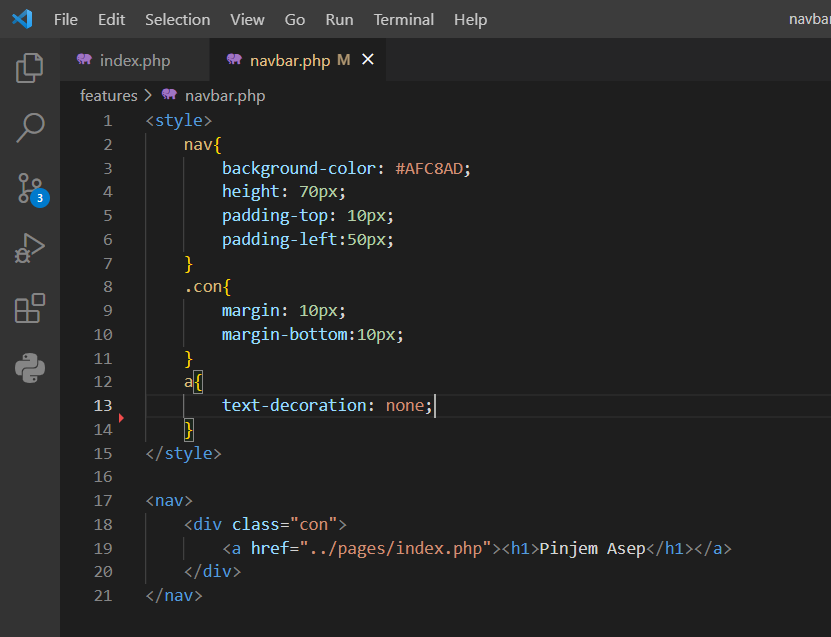 File Edit Selection View Go Run Terminal Help navbar
index.php navbar.php M
features > navbar.php
3
1 <style>
2 nav{
3 background-color: #AFC8AD;
4 height: 70px;
5 padding-top: 10px;
6 padding-left:50px;
7 }
8 .con{
9 margin: 10px;
10 margin-bottom:10px;
11 }
12 a{
13 text-decoration: none;
14 }
15 </style>
16
17 <nav>
18 <div class="con">
19 <a href="../pages/index.php"><h1>Pinjem Asep</h1></a>
20 </div>
21 </nav>